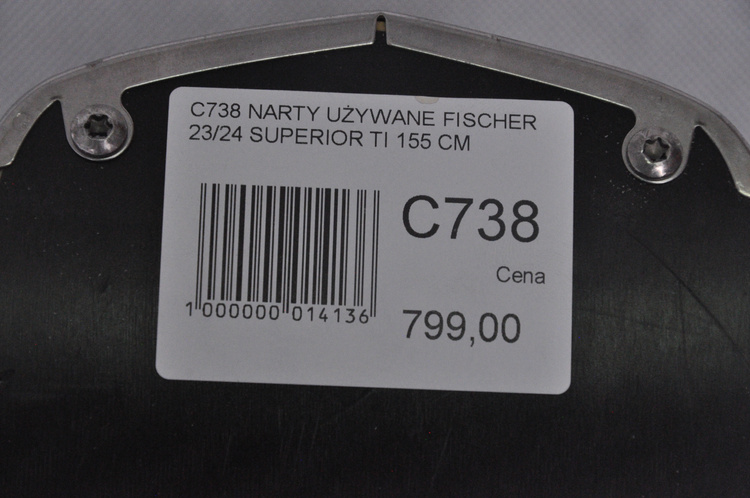 C738 NARTY UŻYWANE FISCHER
23/24 SUPERIOR TI 155 CM
C738
Cena
1 000000 014136
799,00